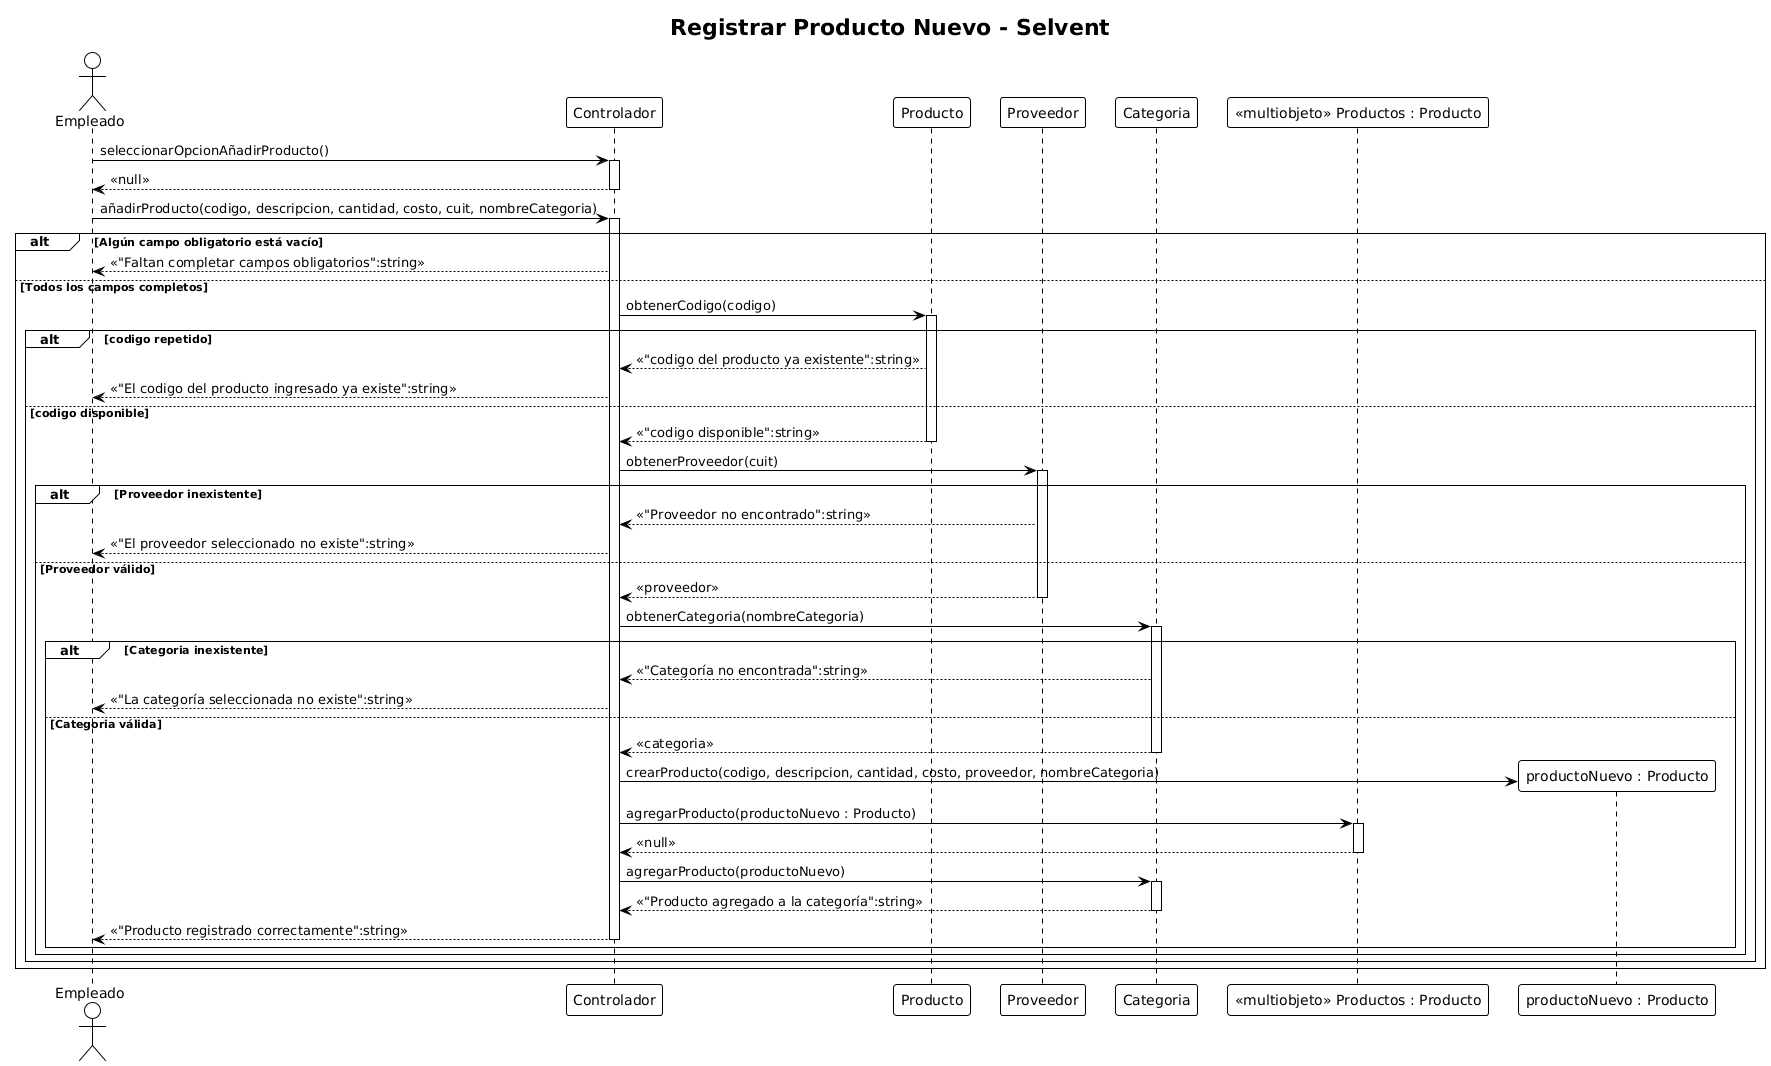 Registrar Producto Nuevo - Selvent
Empleado
Controlador
Producto
Proveedor
Categoria
«multiobjeto» Productos : Producto
seleccionarOpcionAñadirProducto()
«null»
añadirProducto(codigo, descripcion, cantidad, costo, cuit, nombreCategoria)
alt [Algún campo obligatorio está vacío]
«"Faltan completar campos obligatorios":string»
[Todos los campos completos]
obtenerCodigo(codigo)
alt [codigo repetido]
«"codigo del producto ya existente":string»
«"El codigo del producto ingresado ya existe":string»
[codigo disponible]
«"codigo disponible":string»
obtenerProveedor(cuit)
alt [Proveedor inexistente]
«"Proveedor no encontrado":string»
«"El proveedor seleccionado no existe":string»
[Proveedor válido]
«proveedor»
obtenerCategoria(nombreCategoria)
alt [Categoria inexistente]
«"Categoría no encontrada":string»
«"La categoría seleccionada no existe":string»
[Categoria válida]
«categoria»
crearProducto(codigo, descripcion, cantidad, costo, proveedor, nombreCategoria)
productoNuevo : Producto
agregarProducto(productoNuevo : Producto)
«null»
agregarProducto(productoNuevo)
«"Producto agregado a la categoría":string»
«"Producto registrado correctamente":string»
Empleado
Controlador
Producto
Proveedor
Categoria
«multiobjeto» Productos : Producto
productoNuevo : Producto